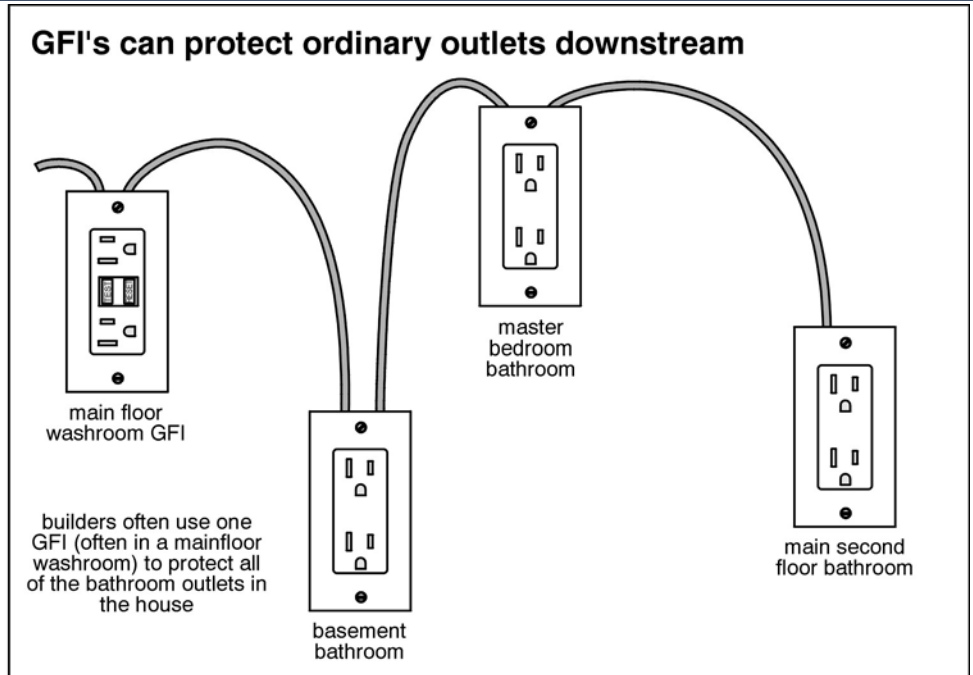 GFI's can protect ordinary outlets downstream
TEST
RESET
main floor
washroom GFI
builders often use one
GFI (often in a mainfloor
washroom) to protect all
of the bathroom outlets in
the house
basement
bathroom
master
bedroom
bathroom
main second
floor bathroom